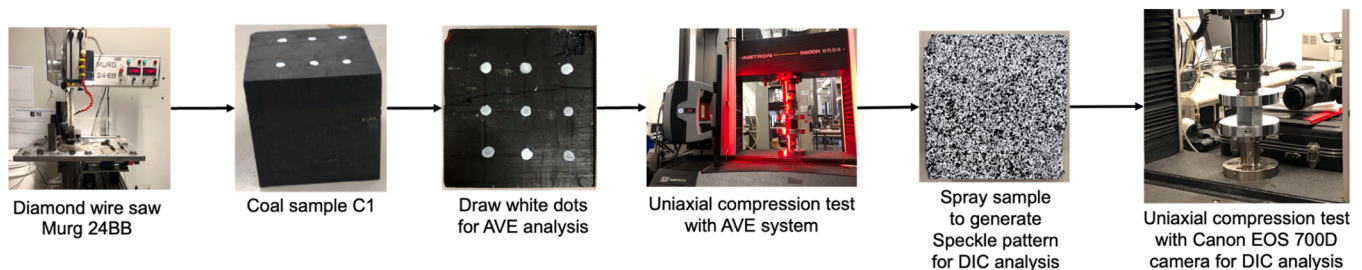 MURG
24-BB
INSTRON
5900R 5584
INSTRON
Diamond wire saw
Murg 24BB
Coal sample C1
Draw white dots
for AVE analysis
Uniaxial compression test
with AVE system
Spray sample
to generate
Speckle pattern
for DIC analysis
Uniaxial compression test
with Canon EOS 700D
camera for DIC analysis